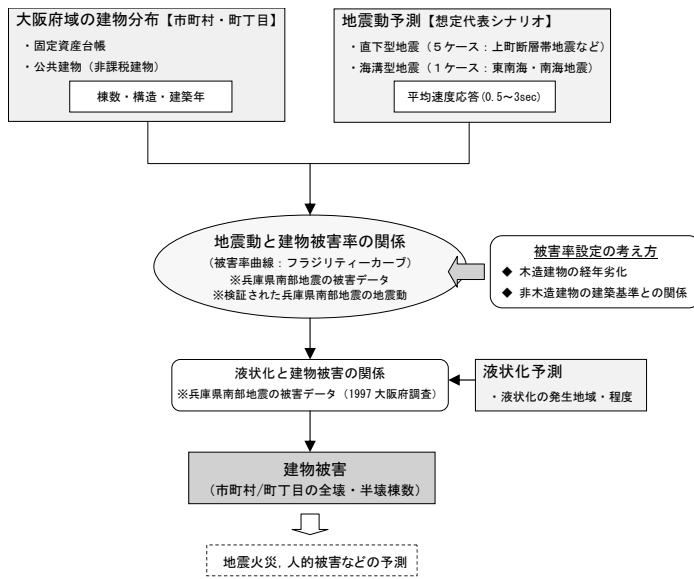 大阪府域の建物分布【市町村・町丁目】
・固定資産台帳
・公共建物（非課税建物）
棟数・構造・建築年
地震動予測【想定代表シナリオ】
・直下型地震（５ケース：上町断層帯地震など）
・海溝型地震（１ケース：東南海・南海地震）
平均速度応答(0.5～3sec)
地震動と建物被害率の関係
（被害率曲線：フラジリティーカーブ）
※兵庫県南部地震の被害データ
※検証された兵庫県南部地震の地震動
被害率設定の考え方
◆ 木造建物の経年劣化
◆ 非木造建物の建築基準との関係
液状化と建物被害の関係
※兵庫県南部地震の被害データ（1997 大阪府調査）
液状化予測
・液状化の発生地域・程度
建物被害
（市町村/町丁目の全壊・半壊棟数）
地震火災，人的被害などの予測